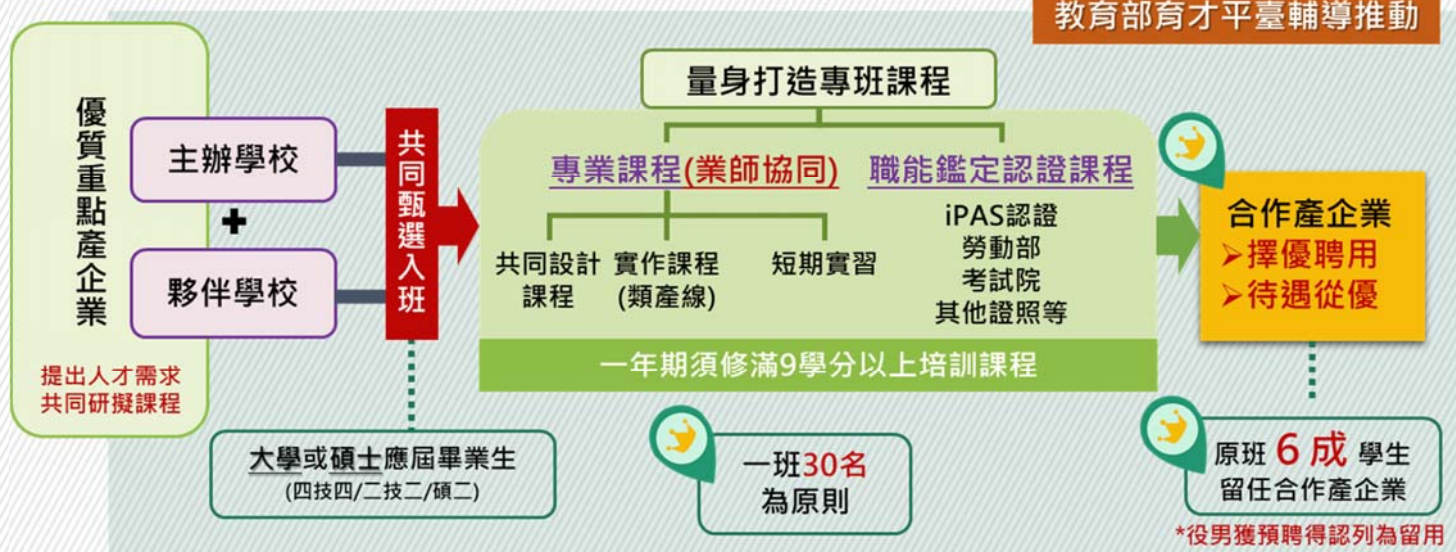 教育部育才平臺輔導推動
優質重點產企業
提出人才需求
共同研擬課程
主辦學校
+
夥伴學校
共同甄選入班
大學或碩士應屆畢業生
(四技四/二技二/碩二)
量身打造專班課程
專業課程(業師協同)
職能鑑定認證課程
共同設計
課程
實作課程
(類產線)
短期實習
iPAS認證
勞動部
考試院
其他證照等
一年期須修滿9學分以上培訓課程
一班30名
為原則
合作產企業
➢擇優聘用
➢待遇從優
原班 6 成 學生
留任合作產企業
*役男獲預聘得認列為留用